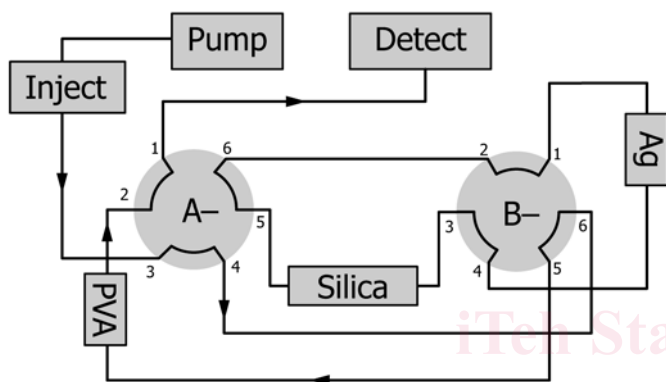 Pump
Detect
Inject
1
6
2
1
Ag
2
A–
5
3
B–
6
3
4
4
5
PVA
Silica
iTeh Sta